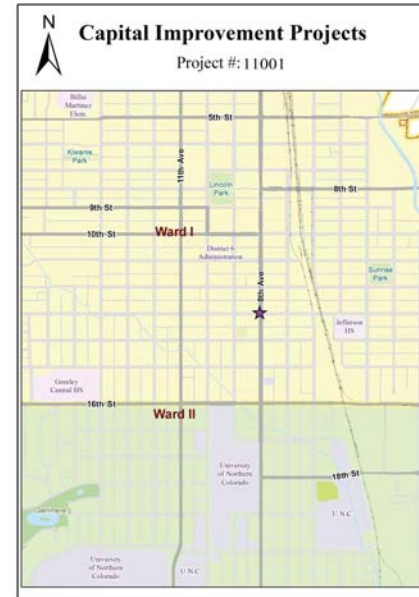 N
Capital Improvement Projects
Project #: 11001
Billie
Martinez
Elem.
5th St
Kiwanis
Park
11th Ave
Lincoln
Park
8th St
9th St
10th St
Ward I
District 6
Administration
8th Ave
Sunrise
Park
Jefferson
HS
Greeley
Central HS
16th St
Ward II
University
of Northern
Colorado
18th St
Glenmere
U N C
University
of Northern
Colorado
U N C